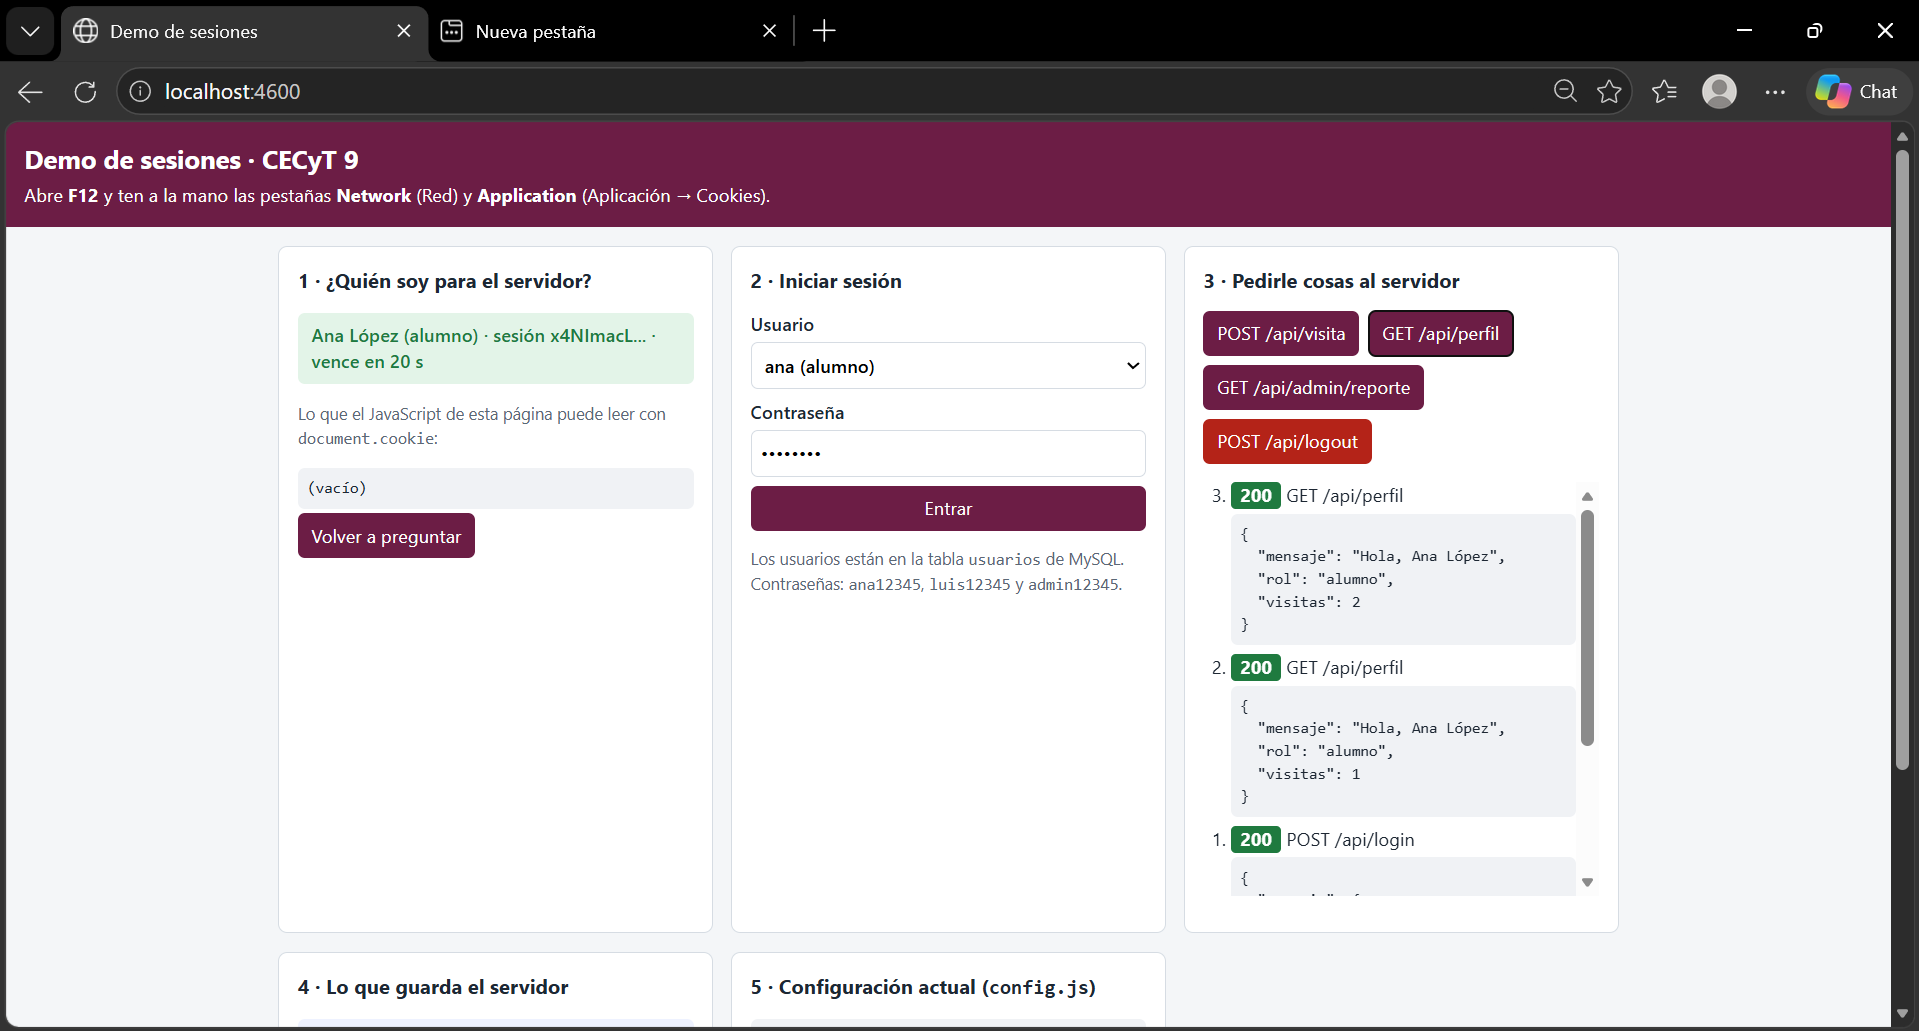 Demo de sesiones
Nueva pestaña
localhost:4600
Chat
Demo de sesiones · CECyT 9
Abre F12 y ten a la mano las pestañas Network (Red) y Application (Aplicación → Cookies).
1 · ¿Quién soy para el servidor?
Ana López (alumno) · sesión x4NImacL... ·
vence en 20 s
Lo que el JavaScript de esta página puede leer con
document.cookie:
(vacío)
Volver a preguntar
2 · Iniciar sesión
Usuario
ana (alumno)
Contraseña
••••••••
Entrar
Los usuarios están en la tabla usuarios de MySQL.
Contraseñas: ana12345, luis12345 y admin12345.
3 · Pedirle cosas al servidor
POST /api/visita
GET /api/perfil
GET /api/admin/reporte
POST /api/logout
3. 200 GET /api/perfil
{
"mensaje": "Hola, Ana López",
"rol": "alumno",
"visitas": 2
}
2. 200 GET /api/perfil
{
"mensaje": "Hola, Ana López",
"rol": "alumno",
"visitas": 1
}
1. 200 POST /api/login
{
4 · Lo que guarda el servidor
5 · Configuración actual (config.js)